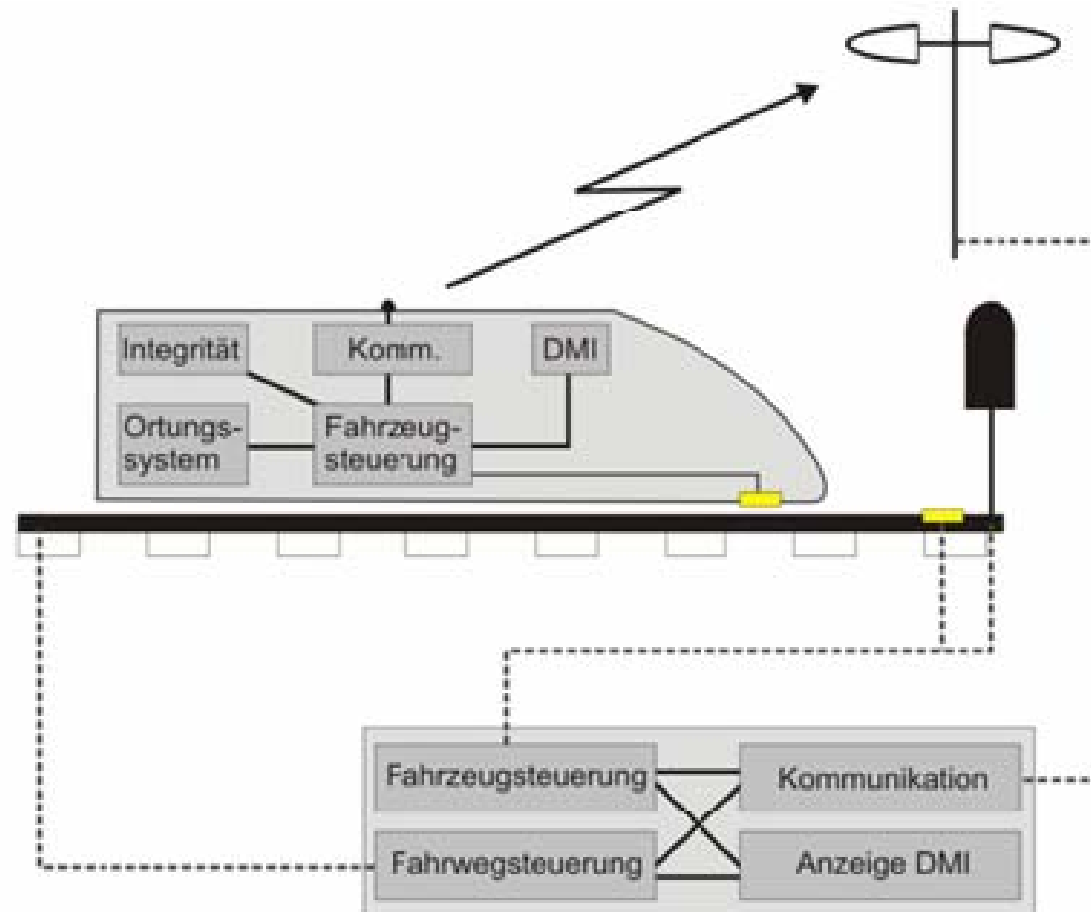 Integrität
Komm.
DMI
Ortungs-
system
Fahrzeug-
steuerung
Fahrzeugsteuerung
Kommunikation
Fahrwegsteuerung
Anzeige DMI